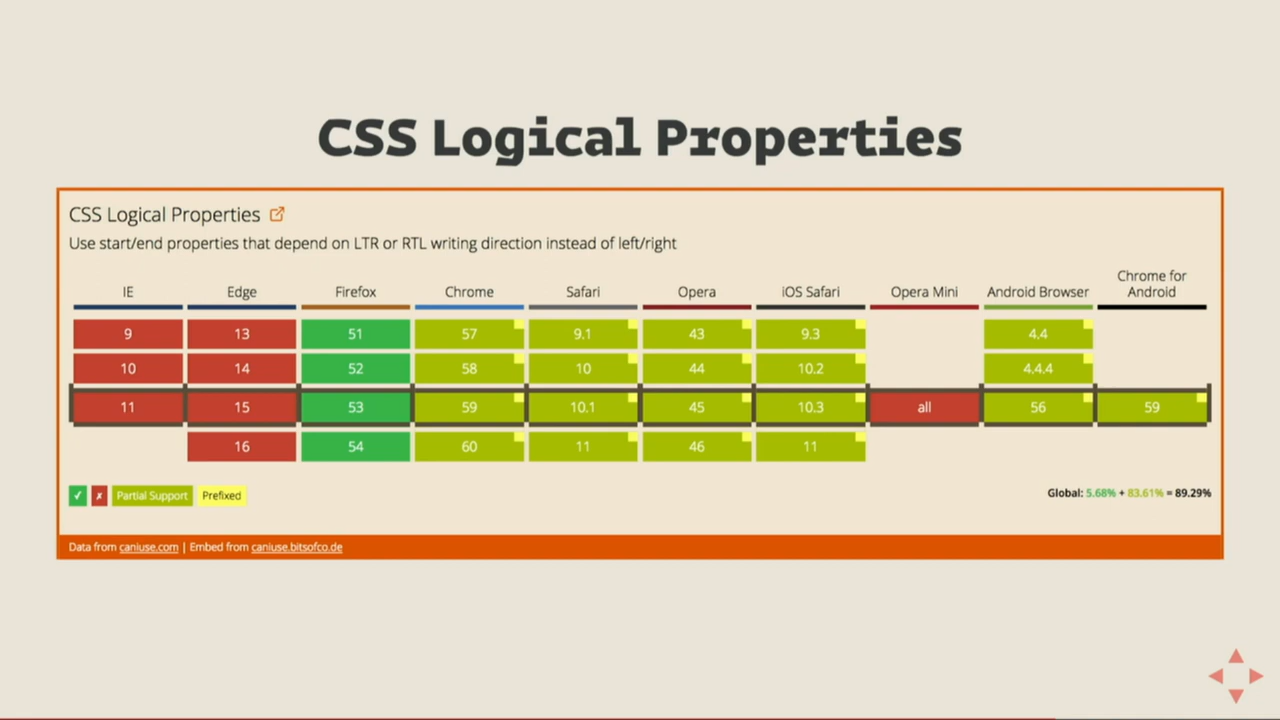 CSS Logical Properties
CSS Logical Properties
Use start/end properties that depend on LTR or RTL writing direction instead of left/right
IE Edge Firefox Chrome Safari Opera iOS Safari Opera Mini Android Browser Chrome for Android
9 13 51 57 9.1 43 9.3 4.4
10 14 52 58 10 44 10.2 4.4.4
11 15 53 59 10.1 45 10.3 all 56 59
16 54 60 11 46 11
✓ ✗ Partial Support Prefixed Global: 5.68% + 83.61% = 89.29%
Data from caniuse.com | Embed from caniuse.bitsofco.de